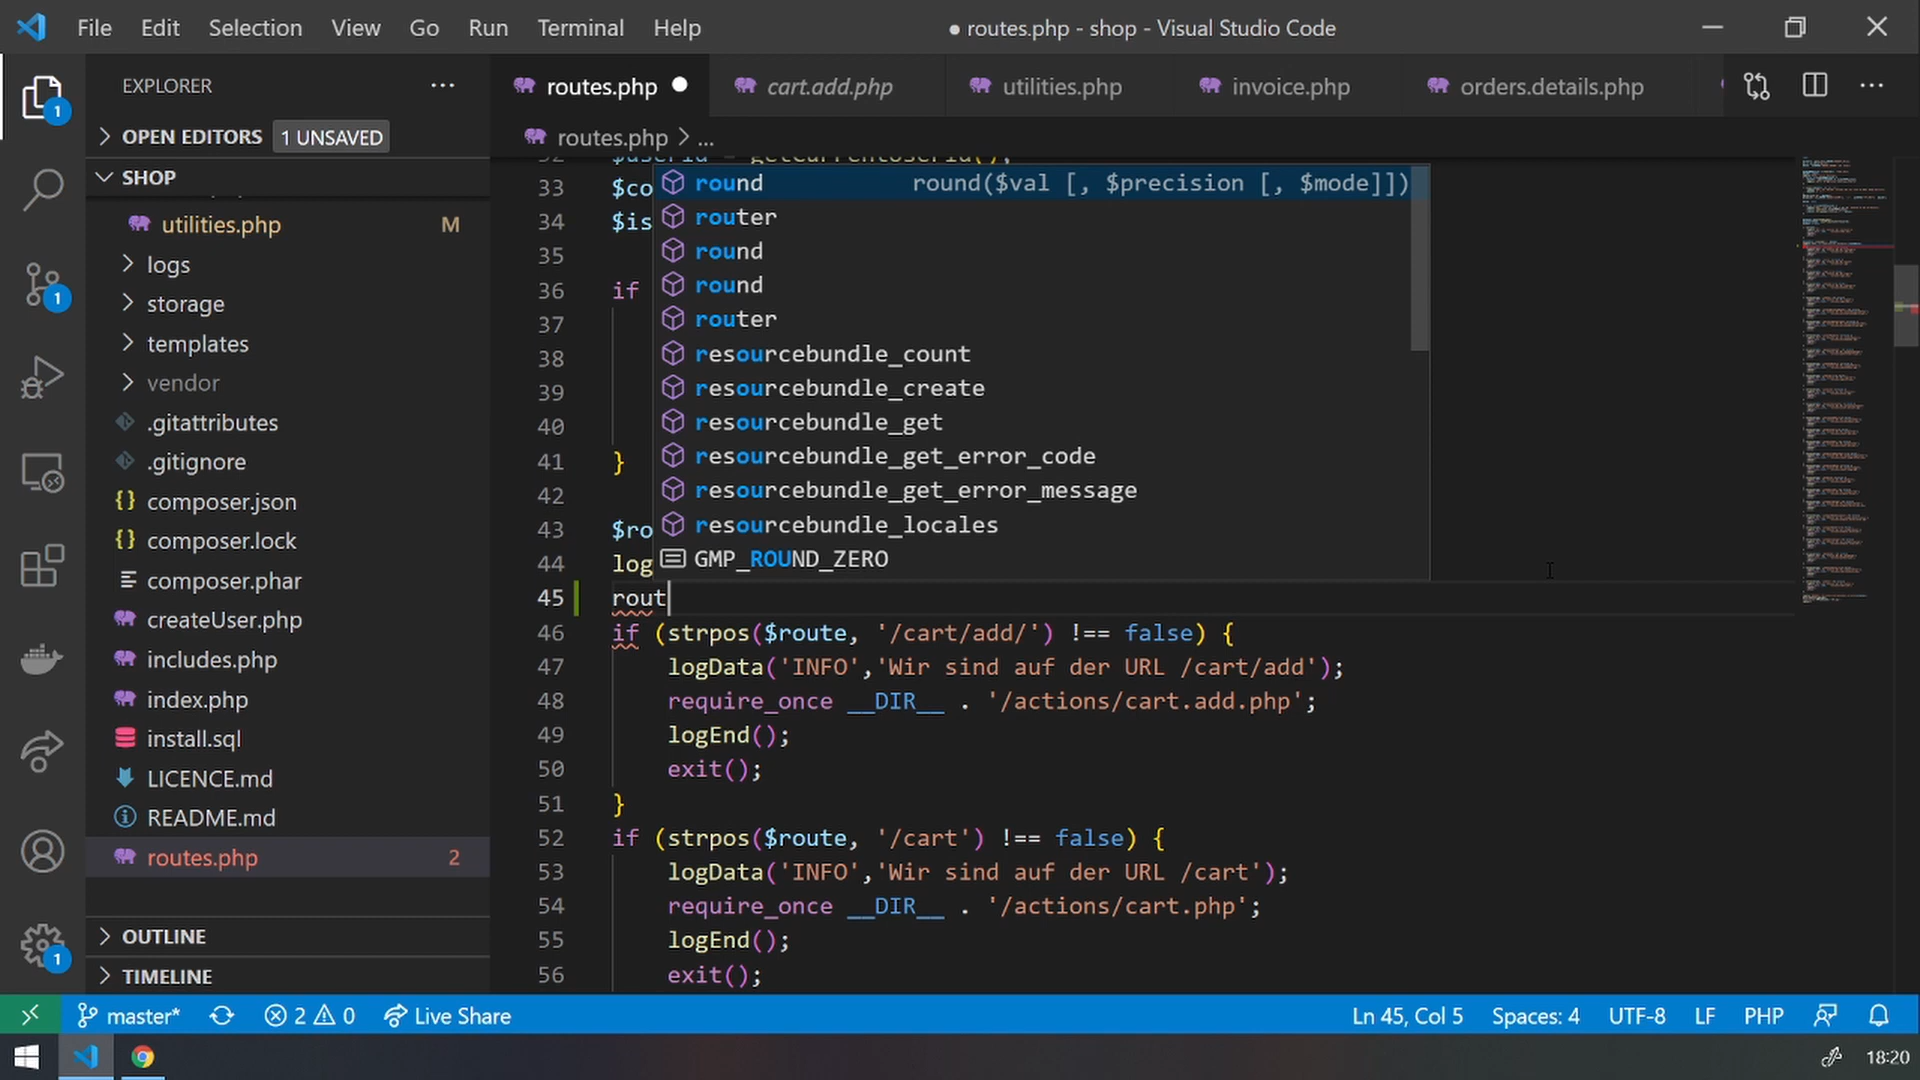 File Edit Selection View Go Run Terminal Help
● routes.php - shop - Visual Studio Code
EXPLORER
OPEN EDITORS 1 UNSAVED
SHOP
utilities.php M
logs
storage
templates
vendor
.gitattributes
.gitignore
composer.json
composer.lock
composer.phar
createUser.php
includes.php
index.php
install.sql
LICENCE.md
README.md
routes.php 2
OUTLINE
TIMELINE
1
1
1
routes.php cart.add.php utilities.php invoice.php orders.details.php
routes.php > ...
32 $userId = getCurrentUserId();
33 $co
34 $is
35
36 if
37
38
39
40
41 }
42
43 $ro
44 log
45 rout
46 if (strpos($route, '/cart/add/') !== false) {
47 logData('INFO','Wir sind auf der URL /cart/add');
48 require_once __DIR__ . '/actions/cart.add.php';
49 logEnd();
50 exit();
51 }
52 if (strpos($route, '/cart') !== false) {
53 logData('INFO','Wir sind auf der URL /cart');
54 require_once __DIR__ . '/actions/cart.php';
55 logEnd();
56 exit();
round round($val [, $precision [, $mode]])
router
round
round
router
resourcebundle_count
resourcebundle_create
resourcebundle_get
resourcebundle_get_error_code
resourcebundle_get_error_message
resourcebundle_locales
GMP_ROUND_ZERO
master* 2 0 Live Share
Ln 45, Col 5 Spaces: 4 UTF-8 LF PHP
18:20